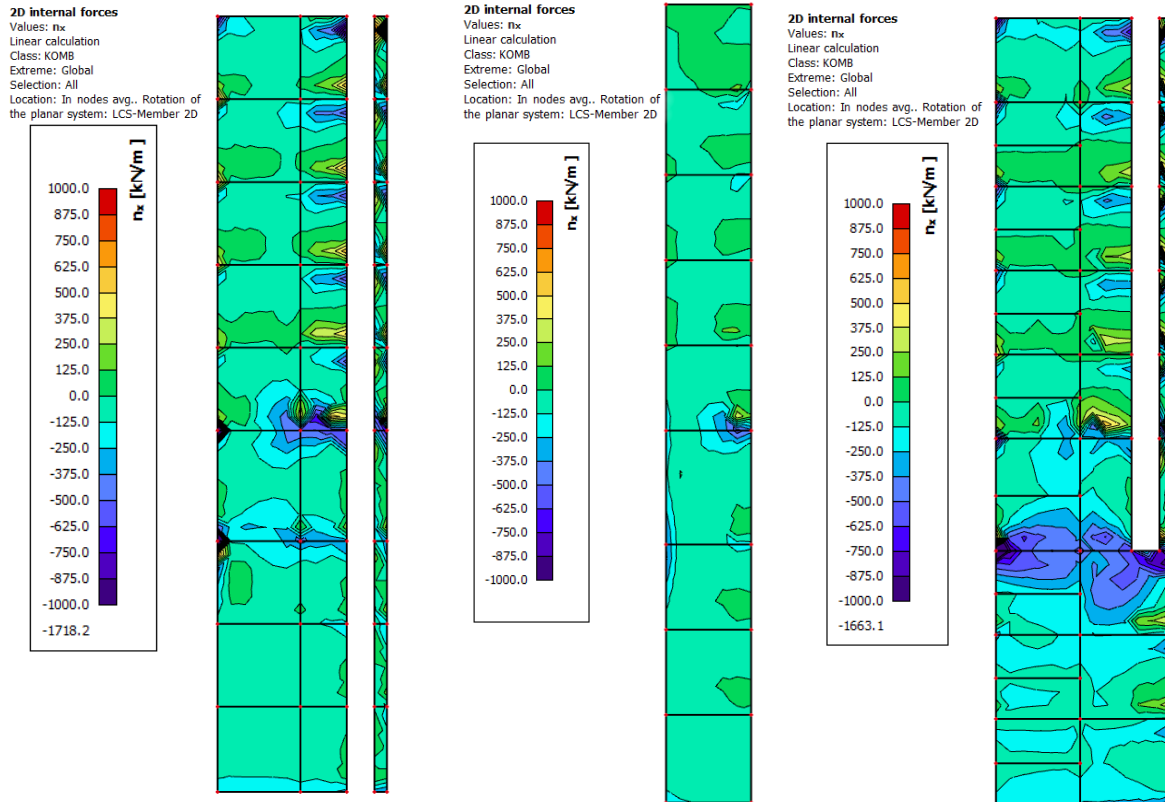 2D internal forces
Values: nx
Linear calculation
Class: KOMB
Extreme: Global
Selection: All
Location: In nodes avg.. Rotation of
the planar system: LCS-Member 2D
nx [kN/m]
1000.0
875.0
750.0
625.0
500.0
375.0
250.0
125.0
0.0
-125.0
-250.0
-375.0
-500.0
-625.0
-750.0
-875.0
-1000.0
-1718.2
2D internal forces
Values: nx
Linear calculation
Class: KOMB
Extreme: Global
Selection: All
Location: In nodes avg.. Rotation of
the planar system: LCS-Member 2D
nx [kN/m]
1000.0
875.0
750.0
625.0
500.0
375.0
250.0
125.0
0.0
-125.0
-250.0
-375.0
-500.0
-625.0
-750.0
-875.0
-1000.0
2D internal forces
Values: nx
Linear calculation
Class: KOMB
Extreme: Global
Selection: All
Location: In nodes avg.. Rotation of
the planar system: LCS-Member 2D
nx [kN/m]
1000.0
875.0
750.0
625.0
500.0
375.0
250.0
125.0
0.0
-125.0
-250.0
-375.0
-500.0
-625.0
-750.0
-875.0
-1000.0
-1663.1